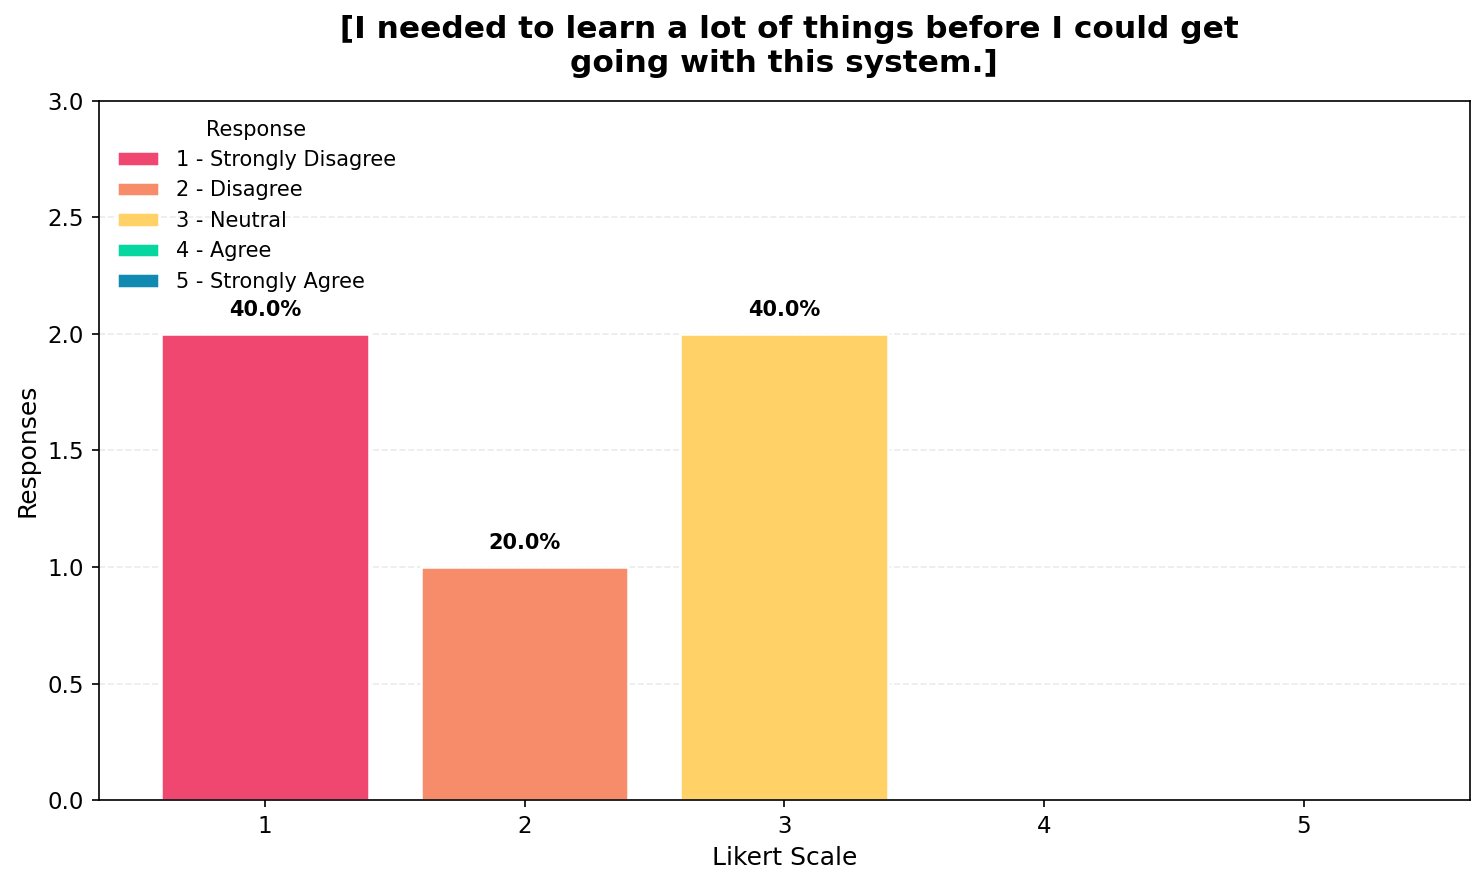 [I needed to learn a lot of things before I could get
going with this system.]
3.0
2.5
2.0
1.5
1.0
0.5
0.0
Responses
Response
1 - Strongly Disagree
2 - Disagree
3 - Neutral
4 - Agree
5 - Strongly Agree
40.0%
20.0%
40.0%
1
2
3
4
5
Likert Scale